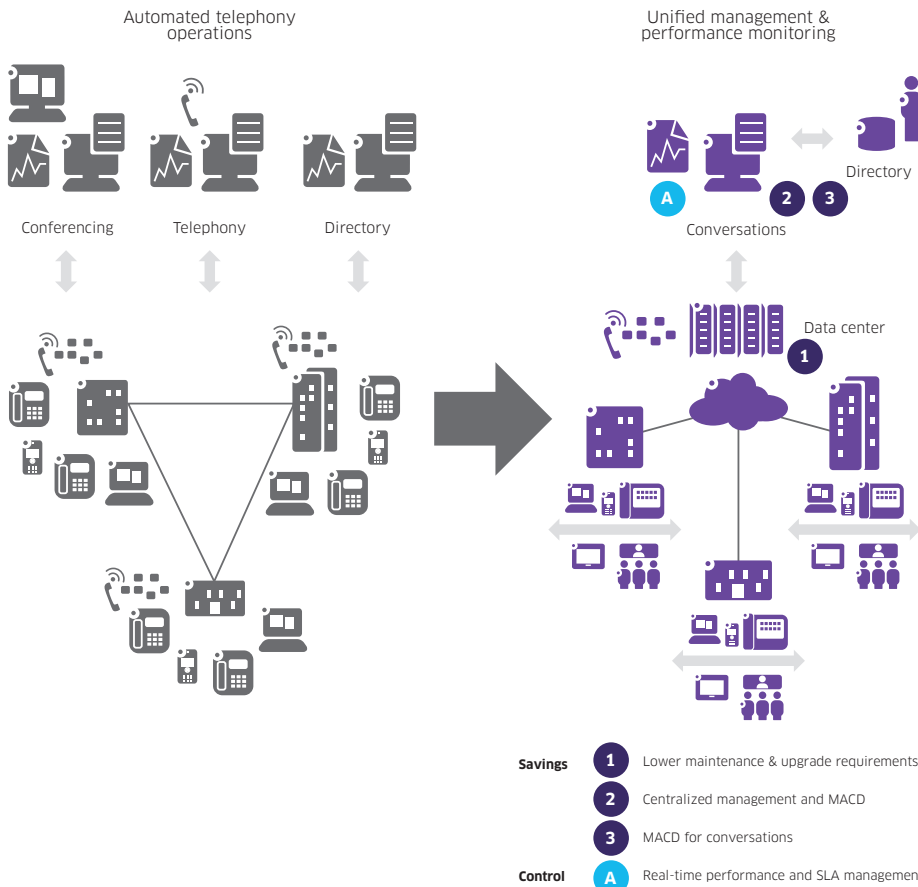 Automated telephony
operations
Unified management &
performance monitoring
Directory
A
2
3
Conferencing
Telephony
Directory
Conversations
Data center
1
Savings
1
Lower maintenance & upgrade requirements
2
Centralized management and MACD
3
MACD for conversations
Control
A
Real-time performance and SLA managemen